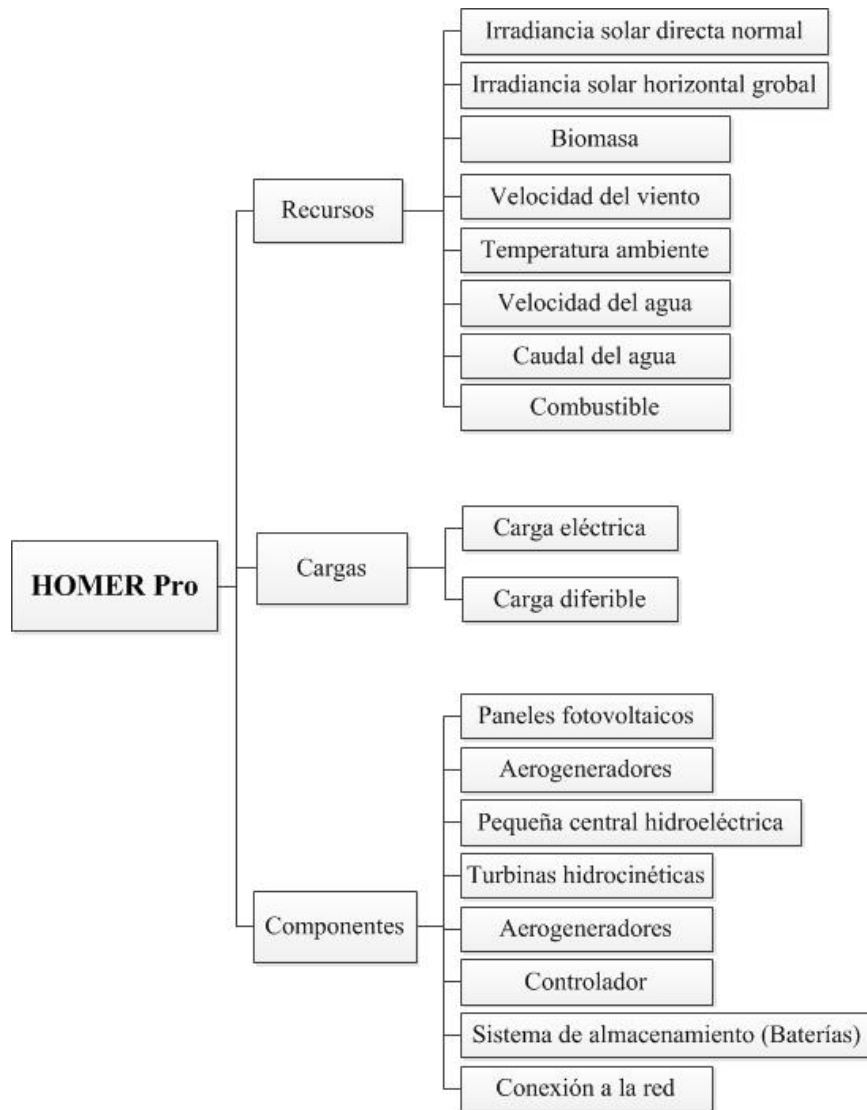 Irradiancia solar directa normal
Irradiancia solar horizontal grobal
Biomasa
Velocidad del viento
Recursos
Temperatura ambiente
Velocidad del agua
Caudal del agua
Combustible
HOMER Pro
Cargas
Carga eléctrica
Carga diferible
Paneles fotovoltaicos
Aerogeneradores
Pequeña central hidroeléctrica
Turbinas hidrocinéticas
Componentes
Aerogeneradores
Controlador
Sistema de almacenamiento (Baterías)
Conexión a la red